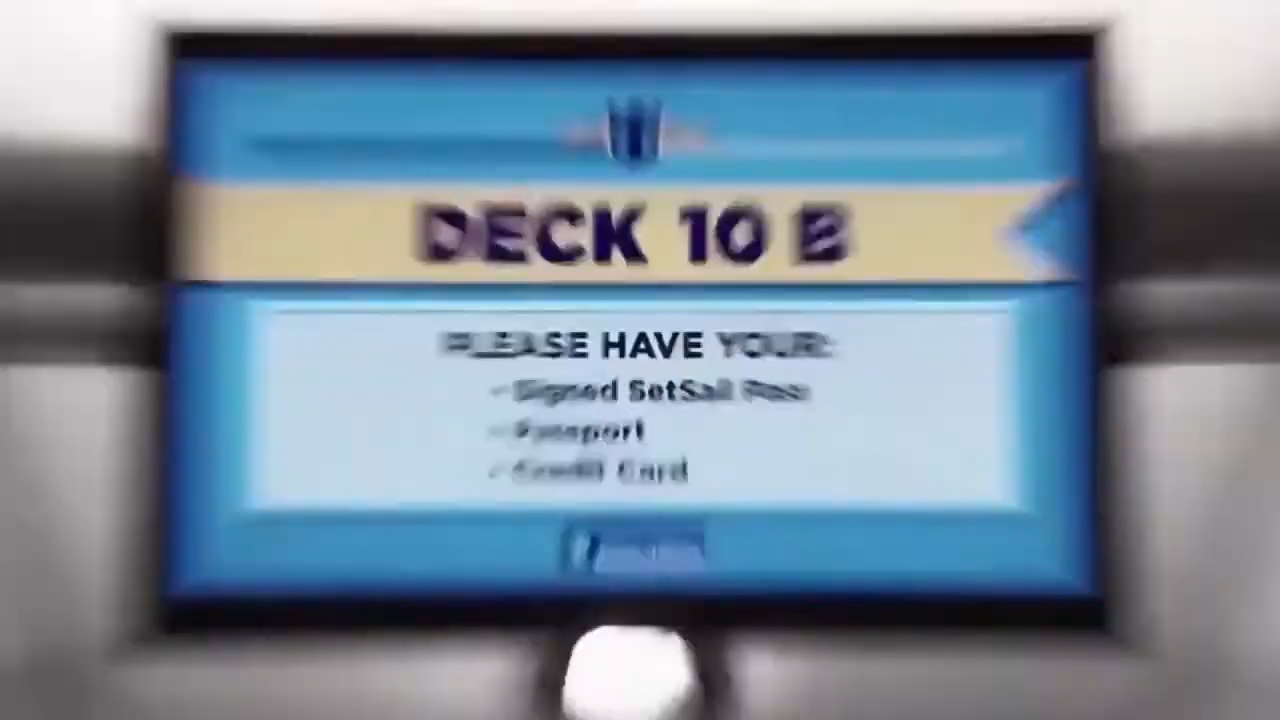 DECK 10 B
PLEASE HAVE YOUR:
- Signed SetSail Pass
- Passport
- Credit Card